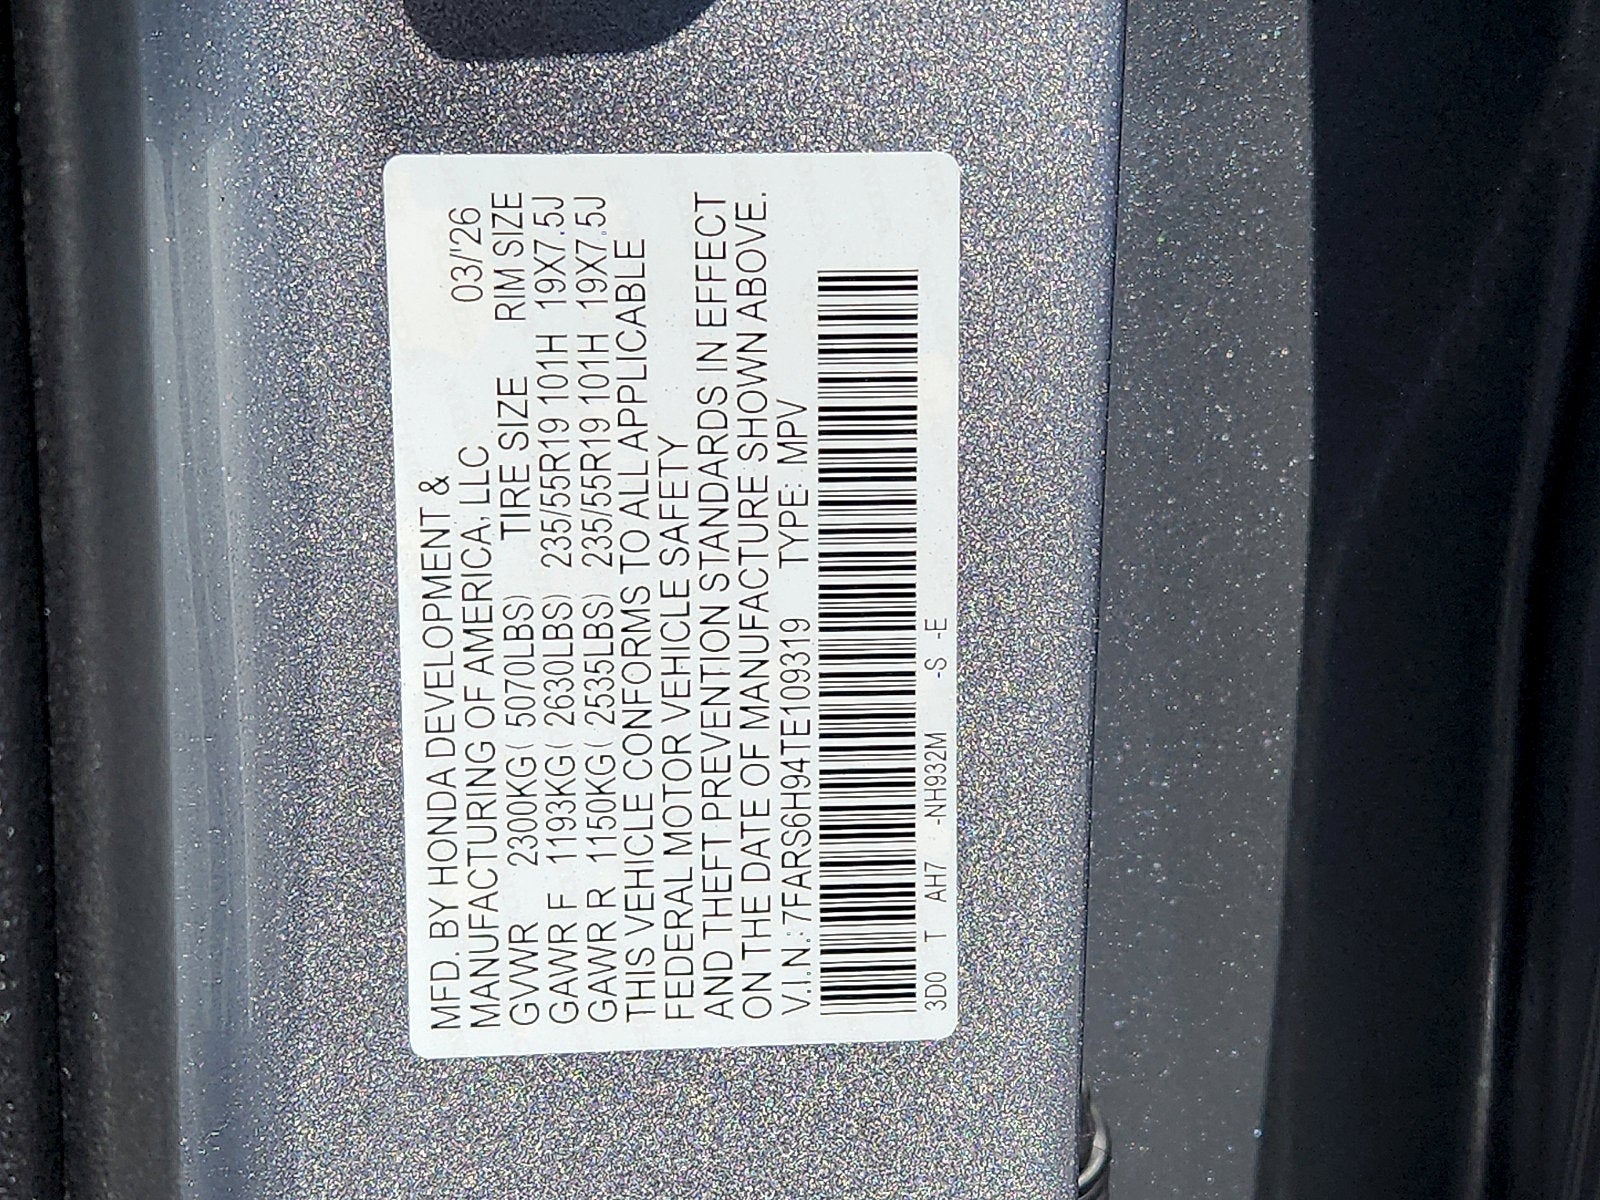 MFD. BY HONDA DEVELOPMENT &
MANUFACTURING OF AMERICA, LLC 03/'26
GVWR 2300KG( 5070LBS) TIRE SIZE RIM SIZE
GAWR F 1193KG( 2630LBS) 235/55R19 101H 19X7.5J
GAWR R 1150KG( 2535LBS) 235/55R19 101H 19X7.5J
THIS VEHICLE CONFORMS TO ALL APPLICABLE
FEDERAL MOTOR VEHICLE SAFETY
AND THEFT PREVENTION STANDARDS IN EFFECT
ON THE DATE OF MANUFACTURE SHOWN ABOVE.
V.I.N.: 7FARS6H94TE109319 TYPE: MPV
3D0 T AH7 -NH932M -S -E